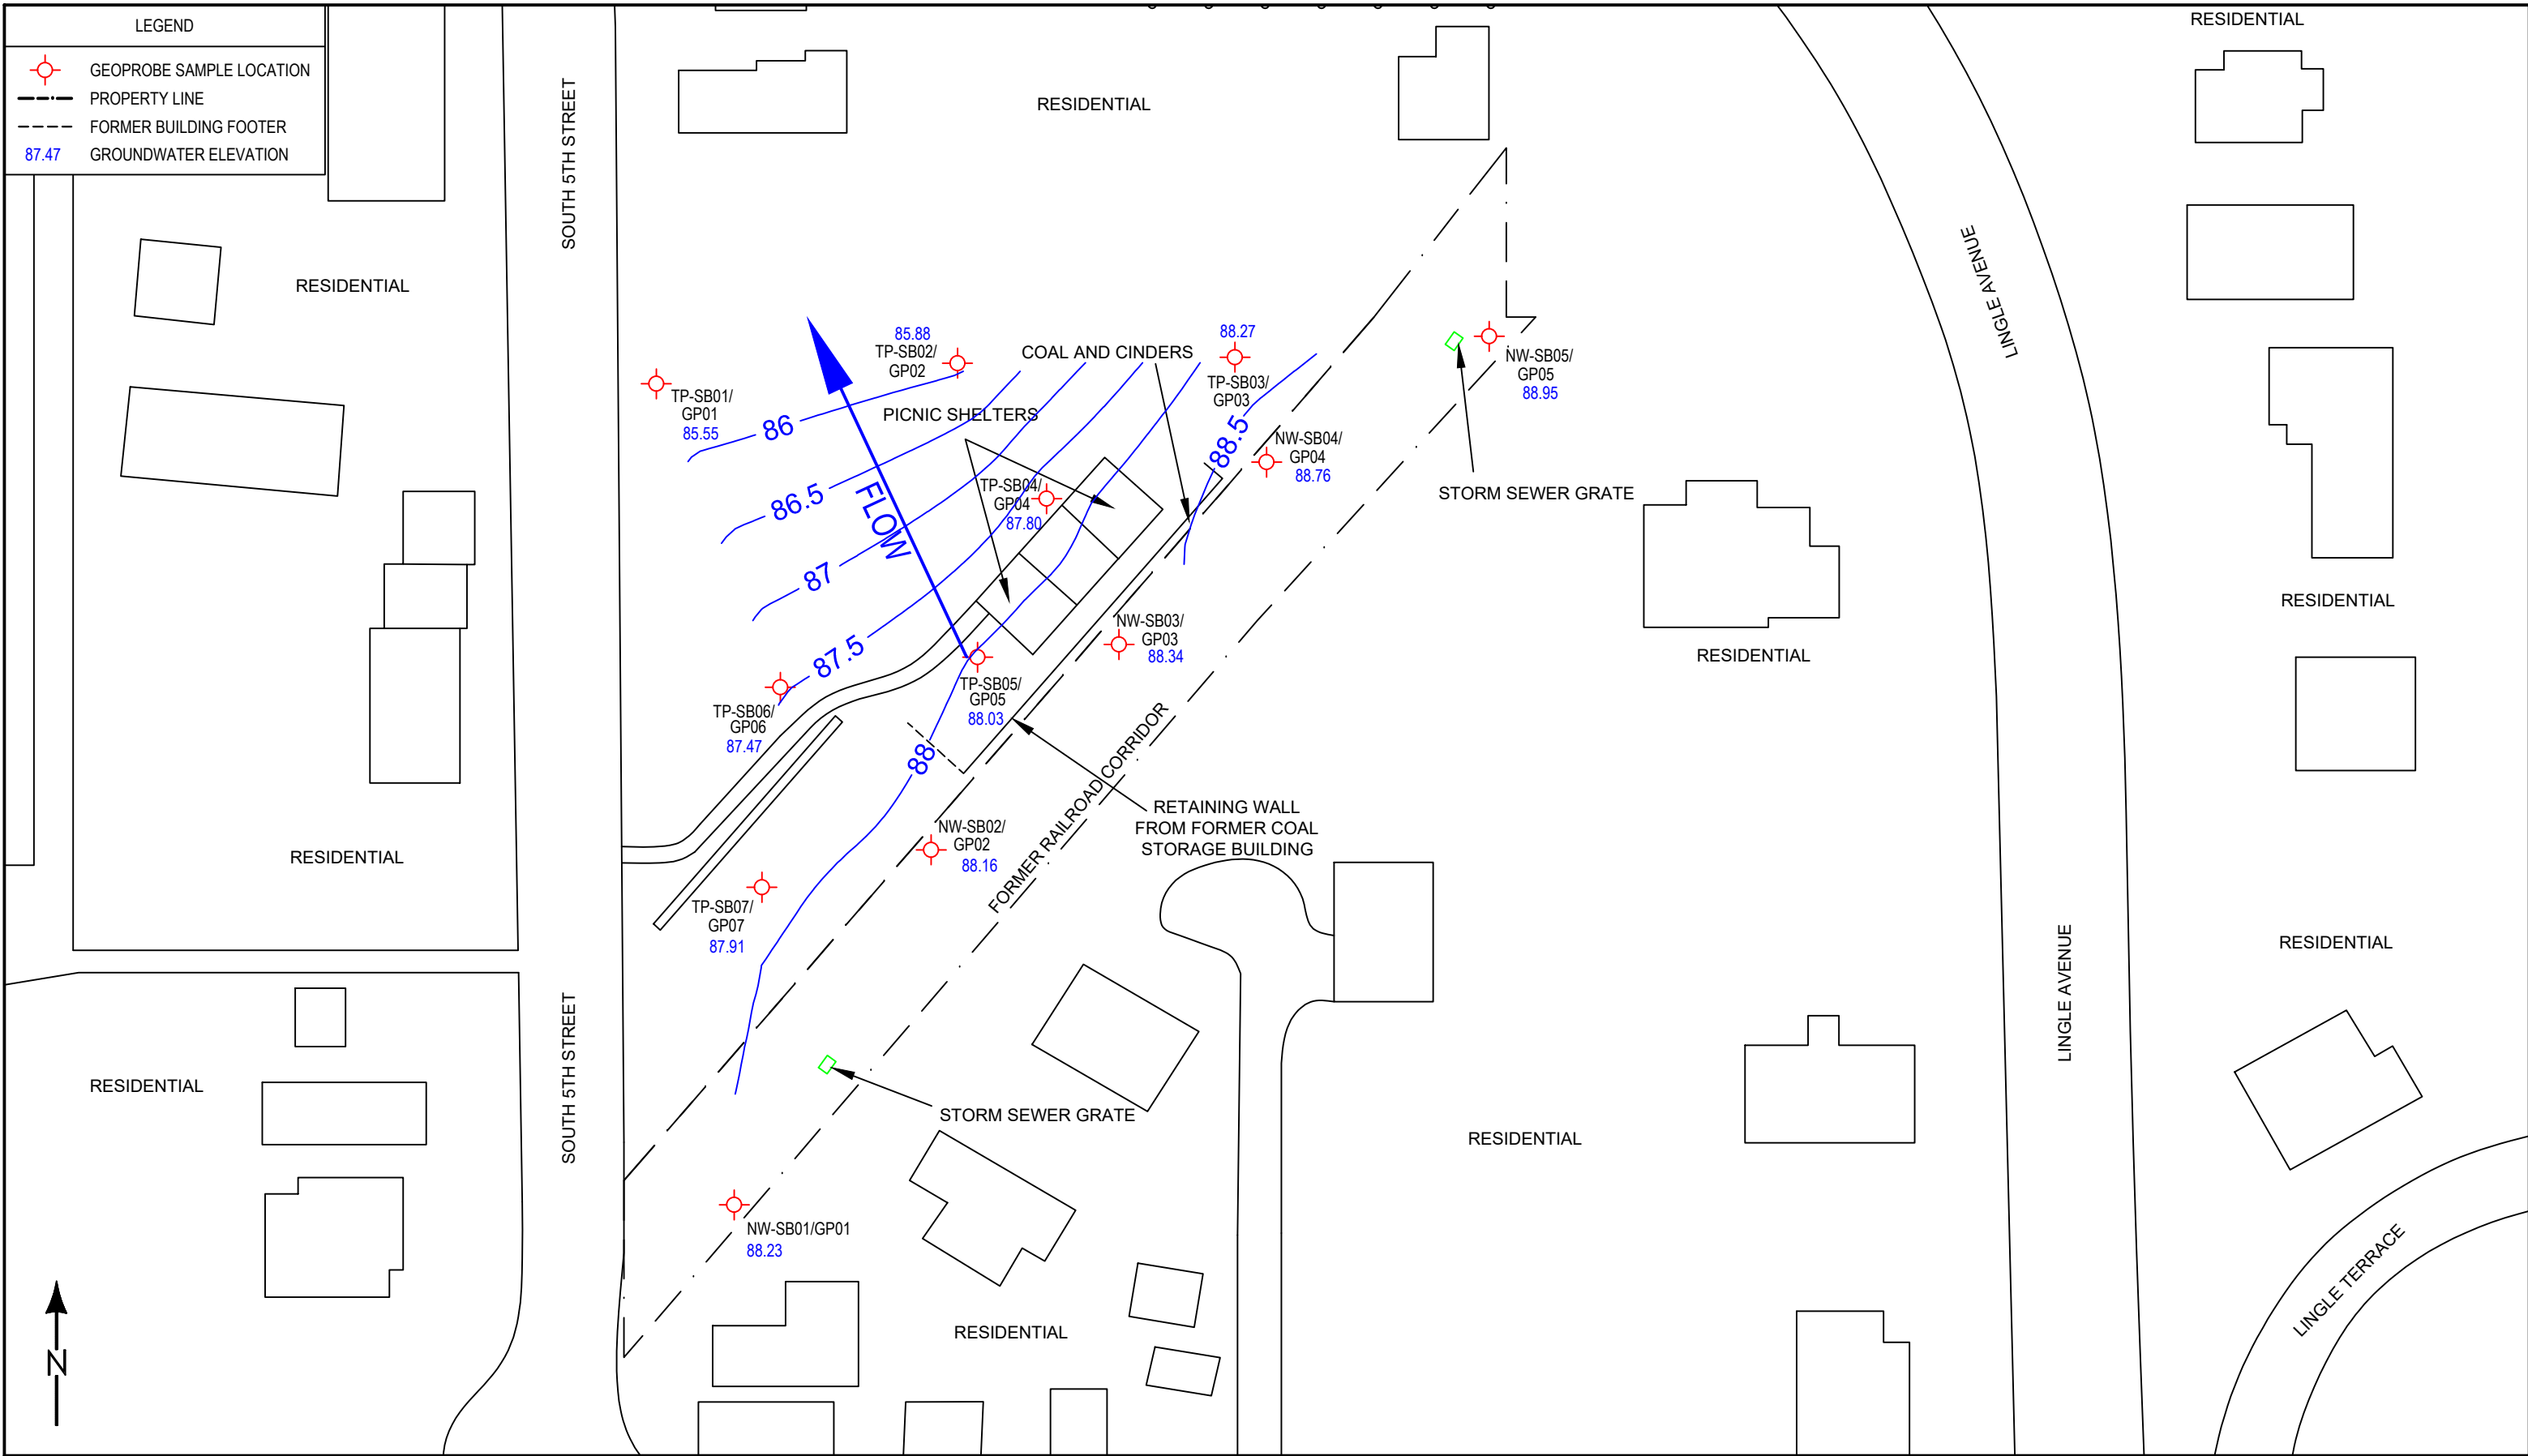 LEGEND
GEOPROBE SAMPLE LOCATION
PROPERTY LINE
FORMER BUILDING FOOTER
87.47 GROUNDWATER ELEVATION
RESIDENTIAL
RESIDENTIAL
SOUTH 5TH STREET
LINGLE AVENUE
RESIDENTIAL
85.88
TP-SB02/
GP02
COAL AND CINDERS
88.27
TP-SB03/
GP03
NW-SB05/
GP05
88.95
TP-SB01/
GP01
85.55
PICNIC SHELTERS
86
88.5
NW-SB04/
GP04
88.76
STORM SEWER GRATE
86.5
FLOW
TP-SB04/
GP04
87.80
87
RESIDENTIAL
NW-SB03/
GP03
88.34
RESIDENTIAL
87.5
TP-SB05/
GP05
88.03
TP-SB06/
GP06
87.47
88
FORMER RAILROAD CORRIDOR
RETAINING WALL
FROM FORMER COAL
STORAGE BUILDING
NW-SB02/
GP02
88.16
RESIDENTIAL
TP-SB07/
GP07
87.91
RESIDENTIAL
LINGLE AVENUE
SOUTH 5TH STREET
RESIDENTIAL
STORM SEWER GRATE
RESIDENTIAL
NW-SB01/GP01
88.23
LINGLE TERRACE
RESIDENTIAL
N